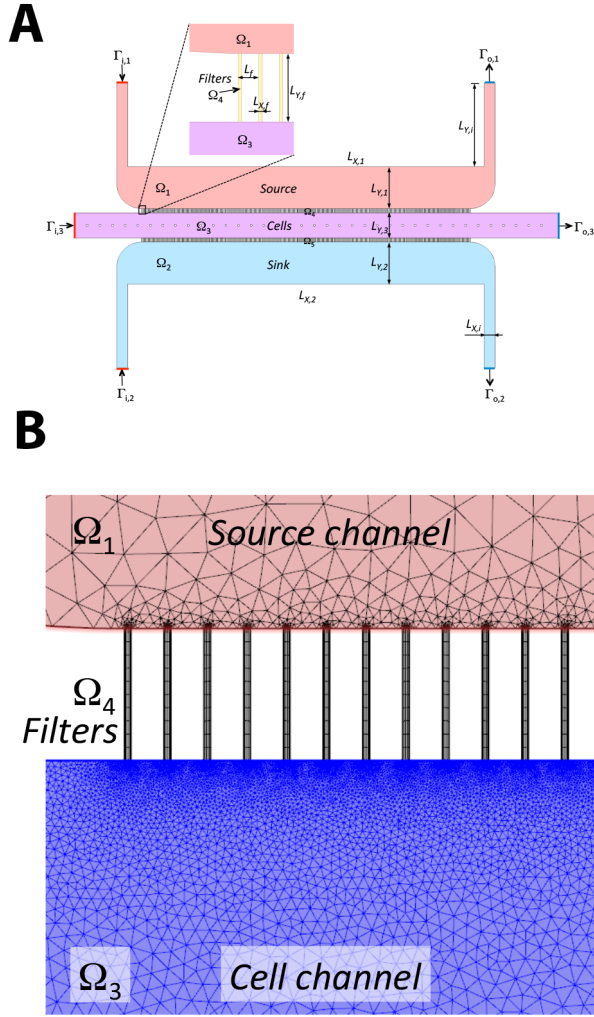 A
Γi,1
Γo,1
Ω1
Filters
Lf
Ω4
LX,f
LY,f
Ω3
LY,i
LX,1
Ω1
Source
LY,1
Ω4
Γi,3
Ω3
Cells
LY,3
Γo,3
Ω5
Ω2
Sink
LY,2
LX,2
LX,i
Γi,2
Γo,2
B
Ω1
Source channel
Ω4
Filters
Ω3
Cell channel